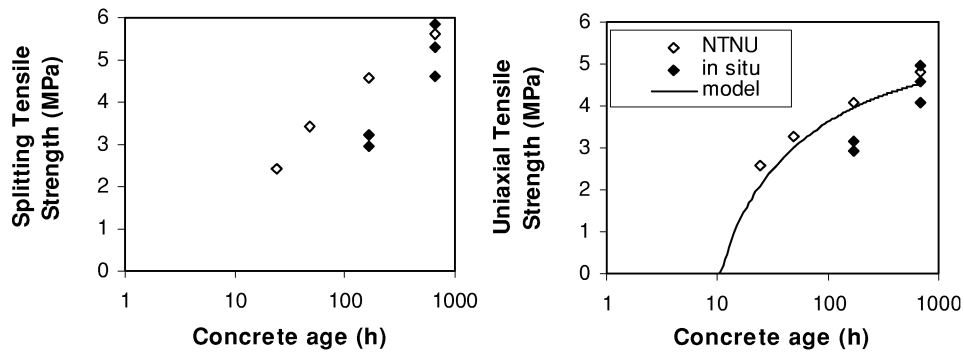 Splitting Tensile
Strength (MPa)
6
5
4
3
2
1
0
1 10 100 1000
Concrete age (h)
Uniaxial Tensile
Strength (MPa)
6
5
4
3
2
1
0
NTNU
in situ
model
1 10 100 1000
Concrete age (h)